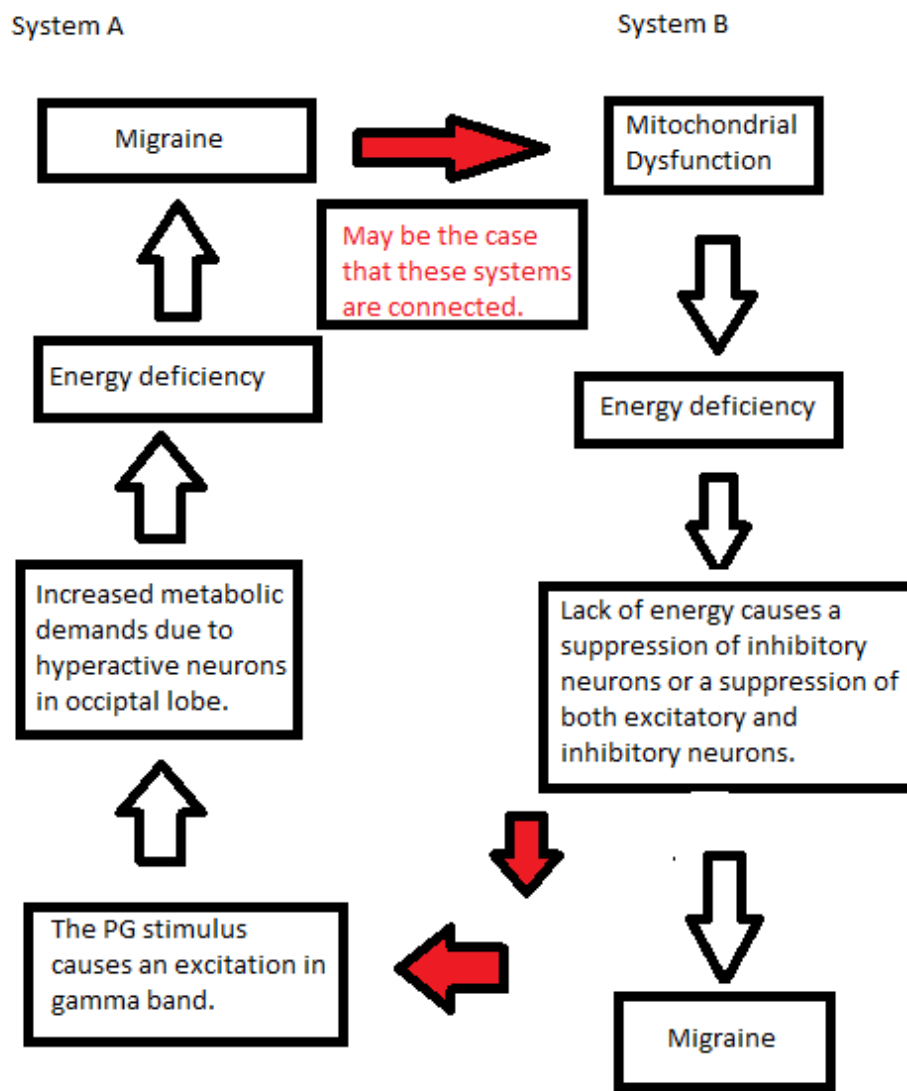 System A
System B
Migraine
Mitochondrial
Dysfunction
May be the case
that these systems
are connected.
Energy deficiency
Energy deficiency
Increased metabolic
demands due to
hyperactive neurons
in occiptal lobe.
Lack of energy causes a
suppression of inhibitory
neurons or a suppression of
both excitatory and
inhibitory neurons.
The PG stimulus
causes an excitation in
gamma band.
Migraine